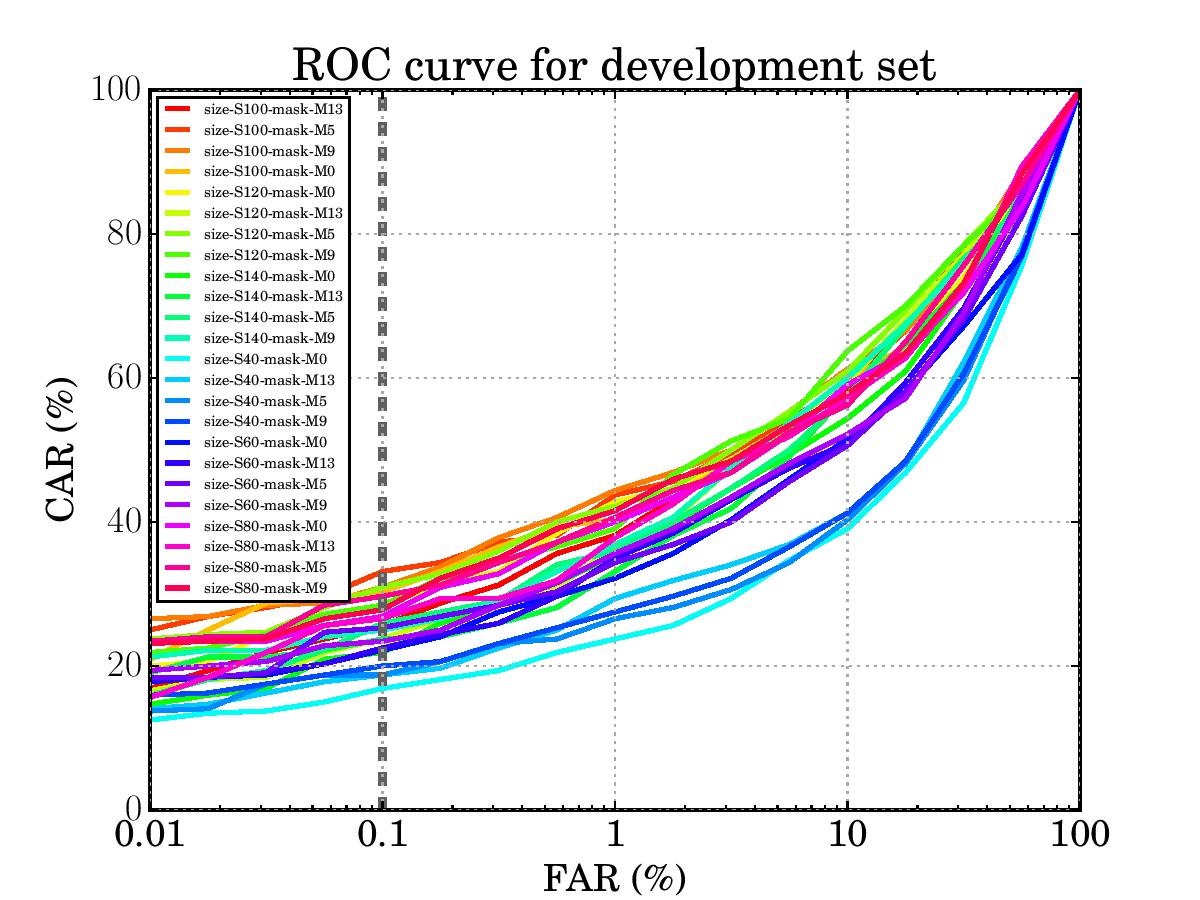 ROC curve for development set
100
80
60
40
20
0
CAR (%)
size-S100-mask-M13
size-S100-mask-M5
size-S100-mask-M9
size-S100-mask-M0
size-S120-mask-M0
size-S120-mask-M13
size-S120-mask-M5
size-S120-mask-M9
size-S140-mask-M0
size-S140-mask-M13
size-S140-mask-M5
size-S140-mask-M9
size-S40-mask-M0
size-S40-mask-M13
size-S40-mask-M5
size-S40-mask-M9
size-S60-mask-M0
size-S60-mask-M13
size-S60-mask-M5
size-S60-mask-M9
size-S80-mask-M0
size-S80-mask-M13
size-S80-mask-M5
size-S80-mask-M9
0.01 0.1 1 10 100
FAR (%)